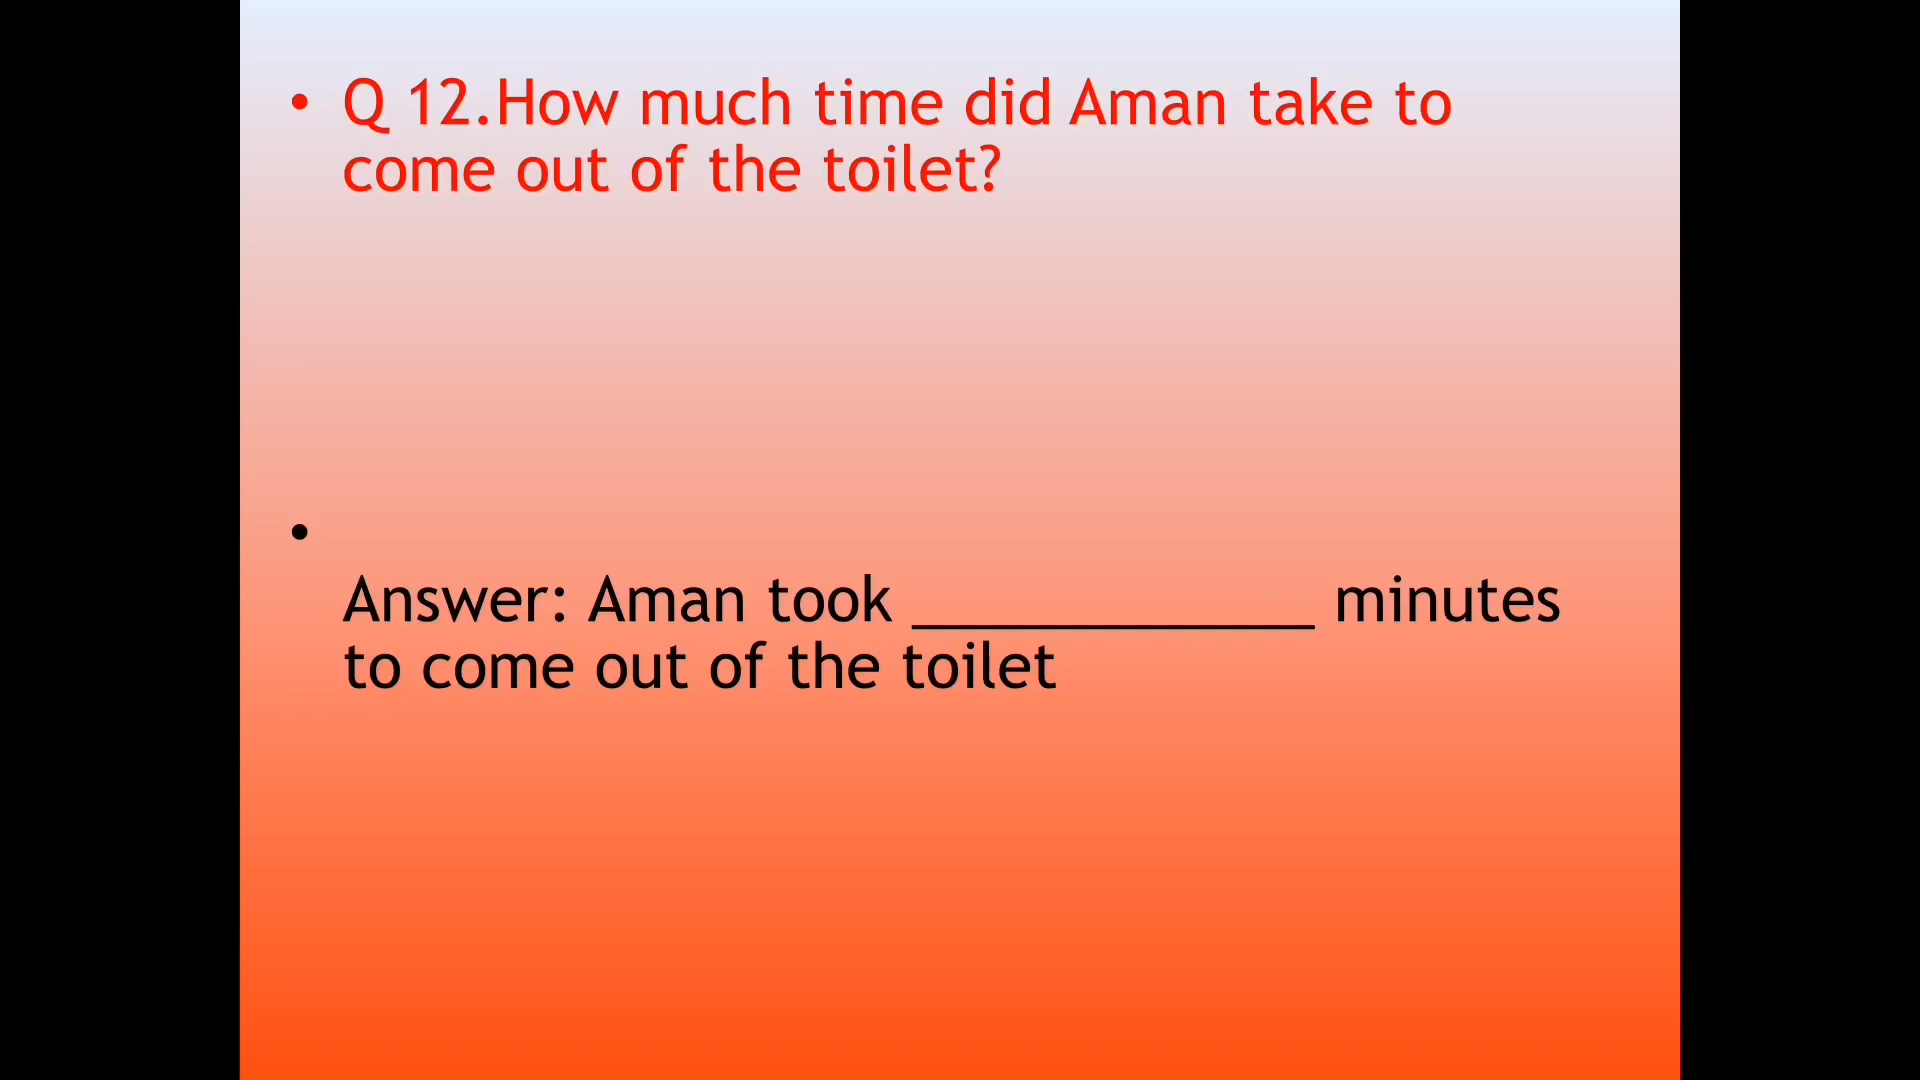 • Q 12.How much time did Aman take to
come out of the toilet?
•
Answer: Aman took ____________ minutes
to come out of the toilet